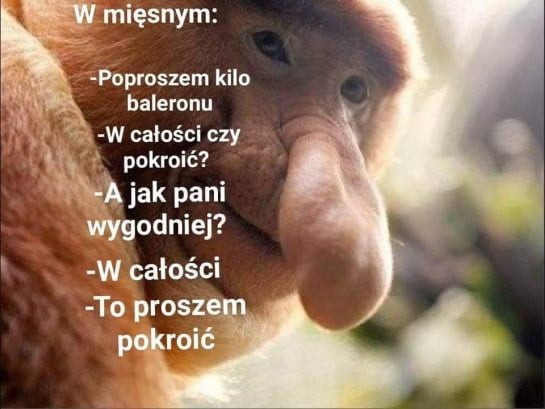 W mięsnym:
-Poproszem kilo
baleronu
-W całości czy
pokroić?
-A jak pani
wygodniej?
-W całości
-To proszem
pokroić